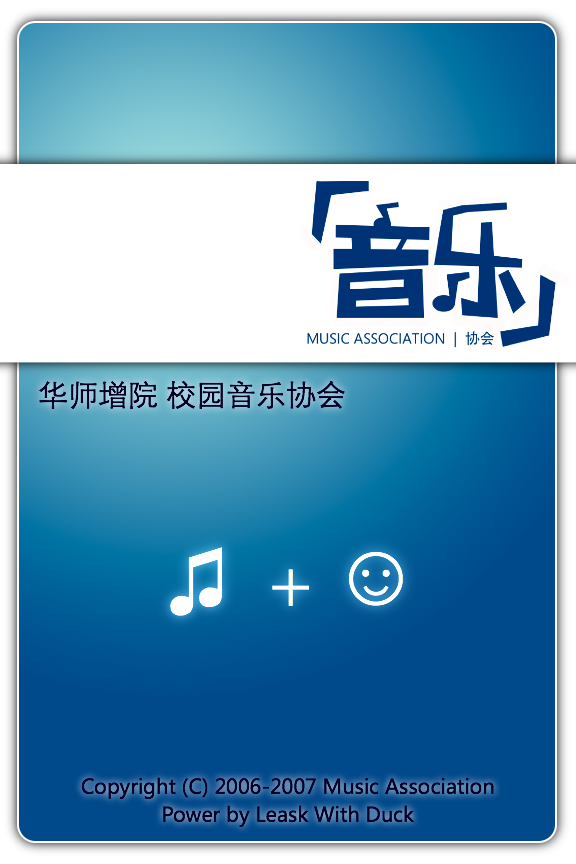 「音乐」
MUSIC ASSOCIATION | 协会
华师增院 校园音乐协会
Copyright (C) 2006-2007 Music Association
Power by Leask With Duck